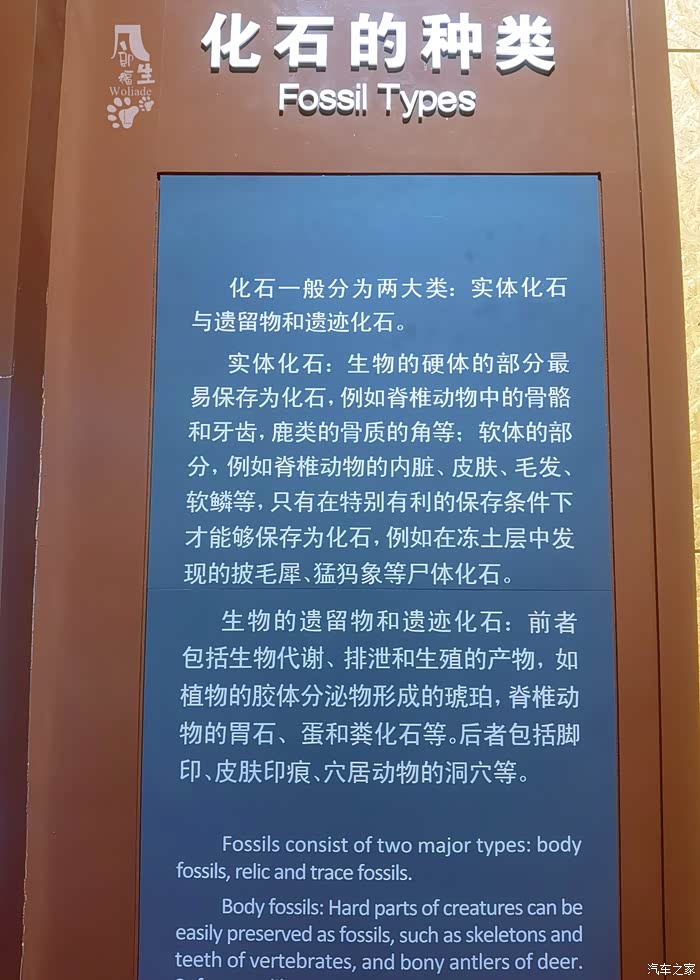 化石的种类
Fossil Types
Woliade
化石一般分为两大类：实体化石
与遗留物和遗迹化石。
实体化石：生物的硬体的部分最
易保存为化石，例如脊椎动物中的骨骼
和牙齿，鹿类的骨质的角等；软体的部
分，例如脊椎动物的内脏、皮肤、毛发、
软鳞等，只有在特别有利的保存条件下
才能够保存为化石，例如在冻土层中发
现的披毛犀、猛犸象等尸体化石。
生物的遗留物和遗迹化石：前者
包括生物代谢、排泄和生殖的产物，如
植物的胶体分泌物形成的琥珀，脊椎动
物的胃石、蛋和粪化石等。后者包括脚
印、皮肤印痕、穴居动物的洞穴等。
Fossils consist of two major types: body
fossils, relic and trace fossils.
Body fossils: Hard parts of creatures can be
easily preserved as fossils, such as skeletons and
teeth of vertebrates, and bony antlers of deer.
汽车之家